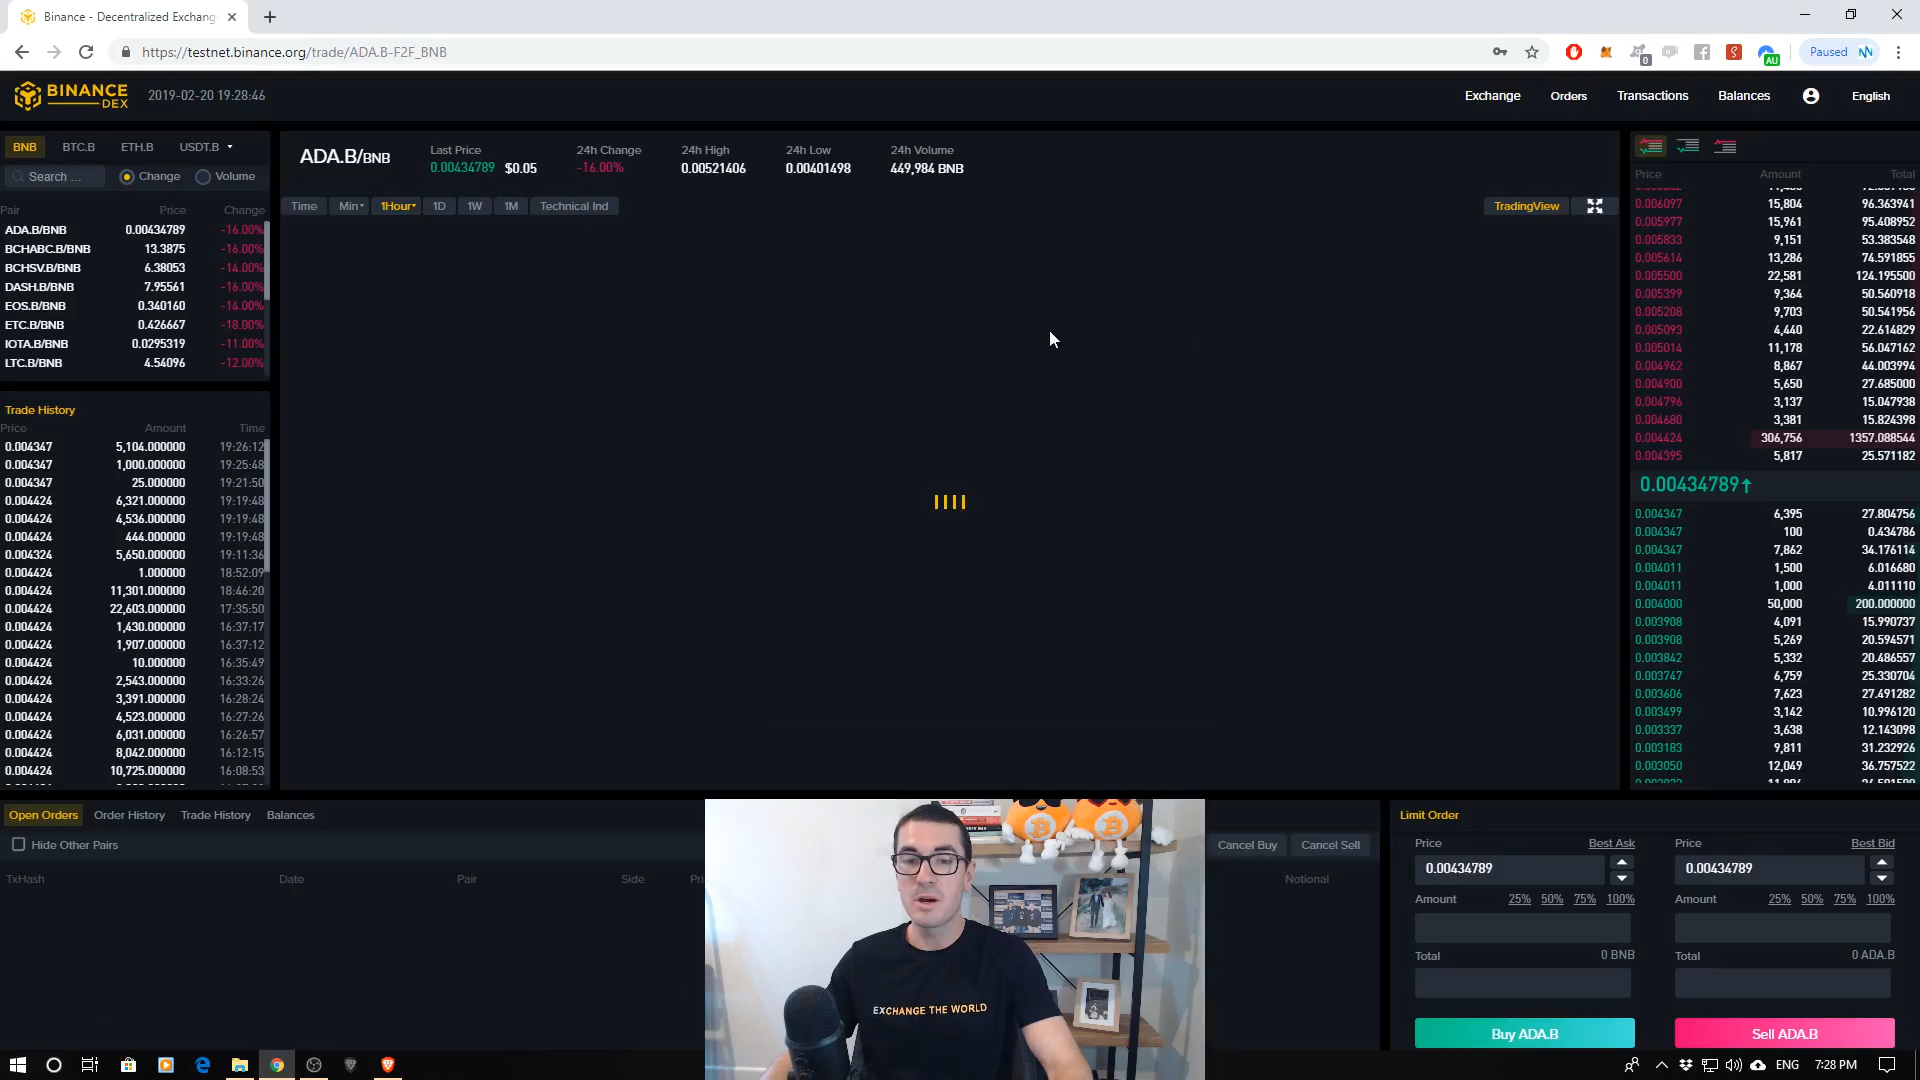 Binance - Decentralized Exchang
https://testnet.binance.org/trade/ADA.B-F2F_BNB
0
AU
Paused
BINANCE
DEX
2019-02-20 19:28:46
Exchange Orders Transactions Balances English
BNB BTC.B ETH.B USDT.B
Search ... Change Volume
Pair Price Change
ADA.B/BNB 0.00434789 -16.00%
BCHABC.B/BNB 13.3875 -16.00%
BCHSV.B/BNB 6.38053 -14.00%
DASH.B/BNB 7.95561 -16.00%
EOS.B/BNB 0.340160 -14.00%
ETC.B/BNB 0.426667 -18.00%
IOTA.B/BNB 0.0295319 -11.00%
LTC.B/BNB 4.54096 -12.00%
Trade History
Price Amount Time
0.004347 5,104.000000 19:26:12
0.004347 1,000.000000 19:25:48
0.004347 25.000000 19:21:50
0.004424 6,321.000000 19:19:48
0.004424 4,536.000000 19:19:48
0.004424 444.000000 19:19:48
0.004324 5,650.000000 19:11:36
0.004424 1.000000 18:52:09
0.004424 11,301.000000 18:46:20
0.004424 22,603.000000 17:35:50
0.004424 1,430.000000 16:37:17
0.004424 1,907.000000 16:37:12
0.004424 10.000000 16:35:49
0.004424 2,543.000000 16:33:26
0.004424 3,391.000000 16:28:24
0.004424 4,523.000000 16:27:26
0.004424 6,031.000000 16:26:57
0.004424 8,042.000000 16:12:15
0.004424 10,725.000000 16:08:53
ADA.B/BNB
Last Price 24h Change 24h High 24h Low 24h Volume
0.00434789 $0.05 -16.00% 0.00521406 0.00401498 449,984 BNB
Time Min 1Hour 1D 1W 1M Technical Ind
TradingView
Price Amount Total
0.006097 15,804 96.363941
0.005977 15,961 95.408952
0.005833 9,151 53.383548
0.005614 13,286 74.591855
0.005500 22,581 124.195500
0.005399 9,364 50.560918
0.005208 9,703 50.541956
0.005093 4,440 22.614829
0.005014 11,178 56.047162
0.004962 8,867 44.003994
0.004900 5,650 27.685000
0.004796 3,137 15.047938
0.004680 3,381 15.824398
0.004424 306,756 1357.088544
0.004395 5,817 25.571182
0.00434789↑
0.004347 6,395 27.804756
0.004347 100 0.434786
0.004347 7,862 34.176114
0.004011 1,500 6.016680
0.004011 1,000 4.011110
0.004000 50,000 200.000000
0.003908 4,091 15.990737
0.003908 5,269 20.594571
0.003842 5,332 20.486557
0.003747 6,759 25.330704
0.003606 7,623 27.491282
0.003499 3,142 10.996120
0.003337 3,638 12.143098
0.003183 9,811 31.232926
0.003050 12,049 36.757522
Open Orders Order History Trade History Balances
Hide Other Pairs
Cancel Buy Cancel Sell
TxHash Date Pair Side Pri Notional
EXCHANGE THE WORLD
Limit Order
Price Best Ask
0.00434789
Amount 25% 50% 75% 100%
Total 0 BNB
Buy ADA.B
Price Best Bid
0.00434789
Amount 25% 50% 75% 100%
Total 0 ADA.B
Sell ADA.B
ENG 7:28 PM